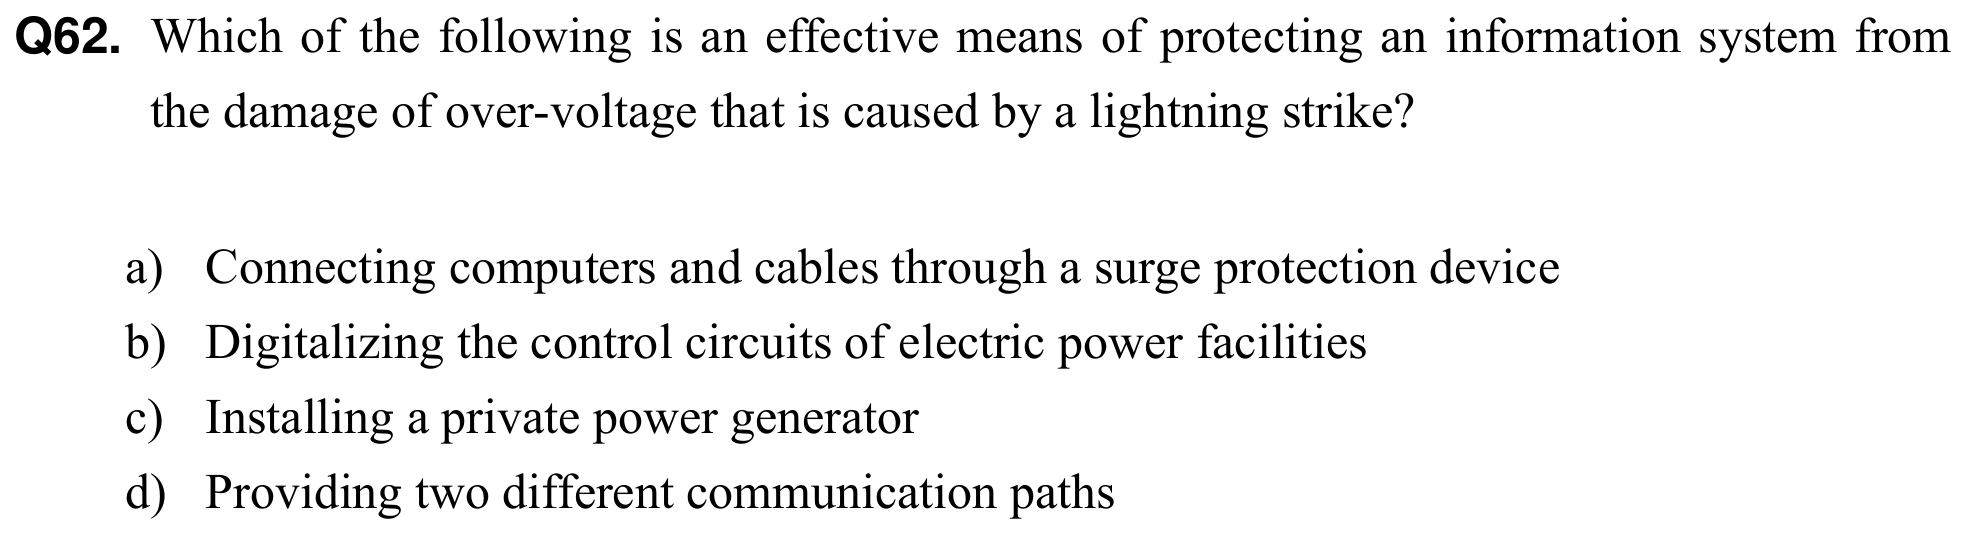 Q62. Which of the following is an effective means of protecting an information system from
the damage of over-voltage that is caused by a lightning strike?
a) Connecting computers and cables through a surge protection device
b) Digitalizing the control circuits of electric power facilities
c) Installing a private power generator
d) Providing two different communication paths